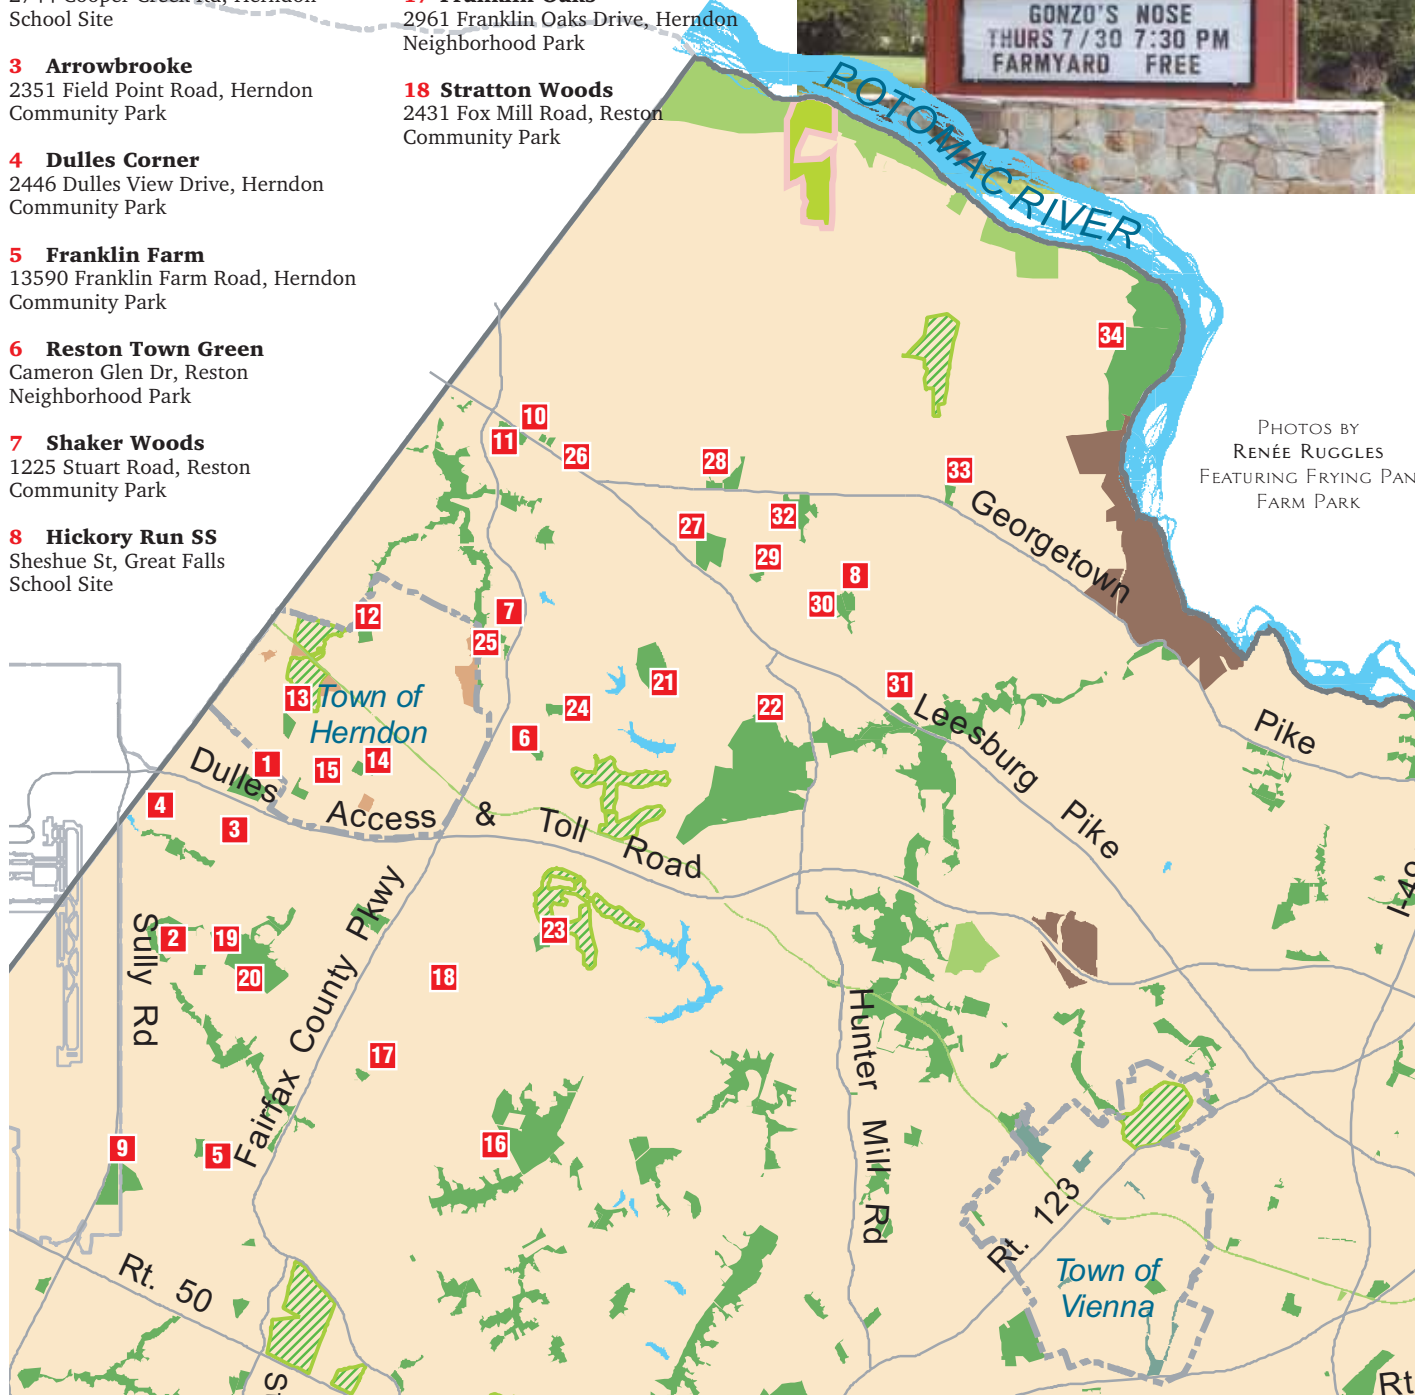 School Site
3 Arrowbrooke
2351 Field Point Road, Herndon
Community Park
4 Dulles Corner
2446 Dulles View Drive, Herndon
Community Park
5 Franklin Farm
13590 Franklin Farm Road, Herndon
Community Park
6 Reston Town Green
Cameron Glen Dr, Reston
Neighborhood Park
7 Shaker Woods
1225 Stuart Road, Reston
Community Park
8 Hickory Run SS
Sheshue St, Great Falls
School Site
2961 Franklin Oaks Drive, Herndon
Neighborhood Park
18 Stratton Woods
2431 Fox Mill Road, Reston
Community Park
GONZO'S NOSE
THURS 7/30 7:30 PM
FARMYARD FREE
POTOMAC RIVER
PHOTOS BY
RENÉE RUGGLES
FEATURING FRYING PAN
FARM PARK
34
10
11
26
28
33
27
32
29
8
30
Georgetown
Pike
12
7
25
13
Town of
Herndon
21
24
22
31
6
Leesburg
Pike
1
15
14
Dulles
Access & Toll Road
4
3
2
19
20
23
18
Sully Rd
Fairfax County Pkwy
17
Hunter Mill Rd
9
5
16
Rt. 123
Town of
Vienna
Rt. 50
Rt